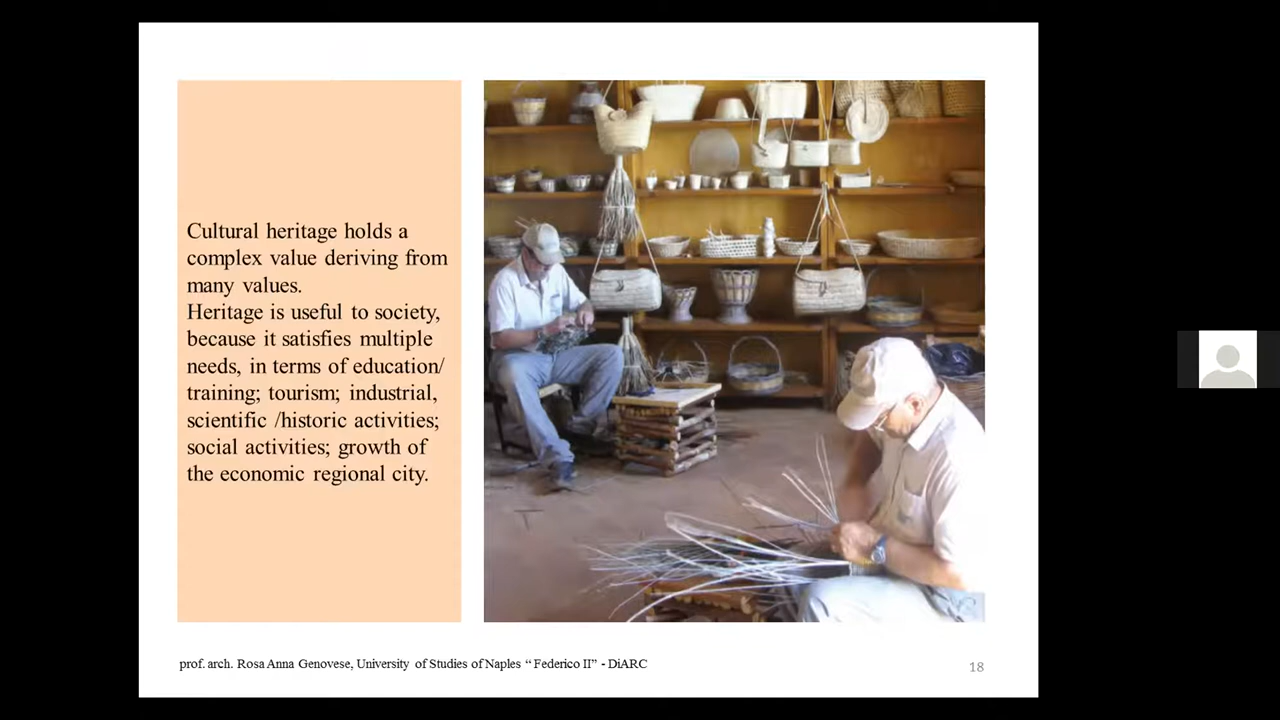 Cultural heritage holds a
complex value deriving from
many values.
Heritage is useful to society,
because it satisfies multiple
needs, in terms of education/
training; tourism; industrial,
scientific /historic activities;
social activities; growth of
the economic regional city.
prof. arch. Rosa Anna Genovese, University of Studies of Naples “ Federico II” - DiARC
18